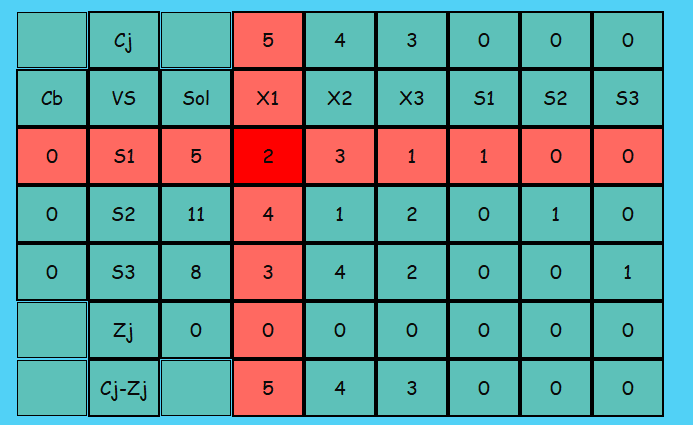 Cj 5 4 3 0 0 0
Cb VS Sol X1 X2 X3 S1 S2 S3
0 S1 5 2 3 1 1 0 0
0 S2 11 4 1 2 0 1 0
0 S3 8 3 4 2 0 0 1
Zj 0 0 0 0 0 0 0
Cj-Zj 5 4 3 0 0 0